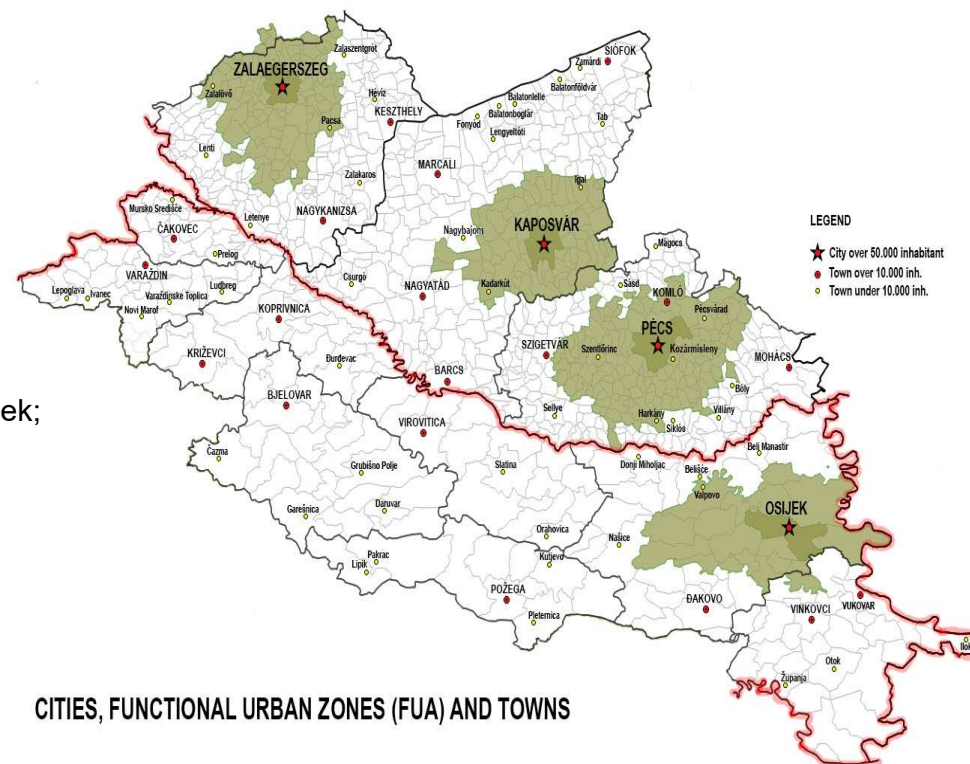 Zalaszentgrót
SIÓFOK
Zamárdi
ZALAEGERSZEG
Balatonföldvár
Zalalövő
Hévíz
Balatonlelle
KESZTHELY
Balatonboglár
Tab
Fonyód
Pacsa
Lengyeltóti
Lenti
MARCALI
Zalakaros
Igal
Mursko Središće
NAGYKANIZSA
KAPOSVÁR
LEGEND
Letenye
City over 50.000 inhabitant
ČAKOVEC
Nagybajom
Mágocs
Town over 10.000 inh.
Prelog
Town under 10.000 inh.
VARAŽDIN
Csurgó
Sásd
Kadarkút
KOMLÓ
Lepoglava
Ivanec
Varaždinske Toplice
Ludbreg
NAGYATÁD
Novi Marof
KOPRIVNICA
Pécsvárad
PÉCS
SZIGETVÁR
Szentlőrinc
Kozármisleny
KRIŽEVCI
MOHÁCS
Đurđevac
BARCS
Bóly
BJELOVAR
Sellye
Harkány
Villány
VIROVITICA
Siklós
ek;
Čazma
Beli Manastir
Grubišno Polje
Slatina
Donji Miholjac
Belišće
Valpovo
Garešnica
Daruvar
OSIJEK
Orahovica
Našice
Pakrac
Lipik
Kutjevo
POŽEGA
ĐAKOVO
VUKOVAR
VINKOVCI
Pleternica
Ilok
Otok
Županja
CITIES, FUNCTIONAL URBAN ZONES (FUA) AND TOWNS